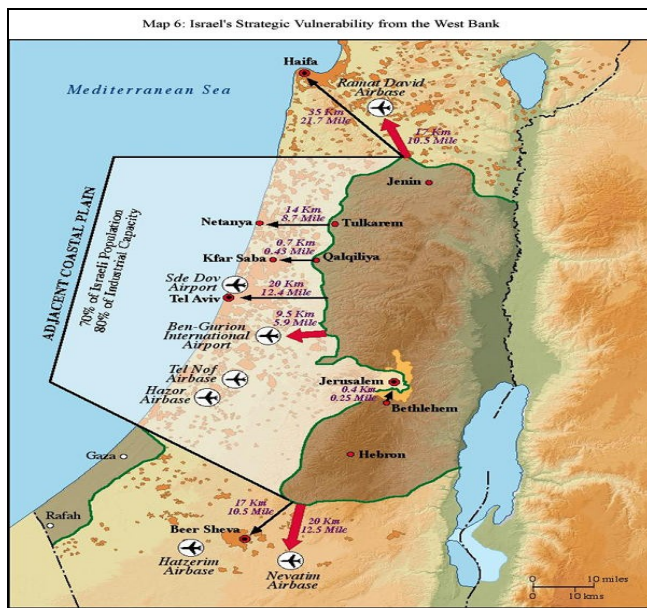 Map 6: Israel's Strategic Vulnerability from the West Bank
Mediterranean Sea
Haifa
Ramat David
Airbase
35 Km
21.7 Mile
17 Km
10.5 Mile
Jenin
ADJACENT COASTAL PLAIN
70% of Israeli Population
80% of Industrial Capacity
14 Km
8.7 Mile
Netanya
Tulkarem
0.7 Km
0.43 Mile
Kfar Saba
Qalqiliya
Sde Dov
Airport
Tel Aviv
20 Km
12.4 Mile
9.5 Km
5.9 Mile
Ben-Gurion
International
Airport
Tel Nof
Airbase
Hazor
Airbase
Jerusalem
0.4 Km
0.25 Mile
Bethlehem
Gaza
Hebron
Rafah
17 Km
10.5 Mile
Beer Sheva
20 Km
12.5 Mile
Hatzerim
Airbase
Nevatim
Airbase
0 10 miles
0 10 kms